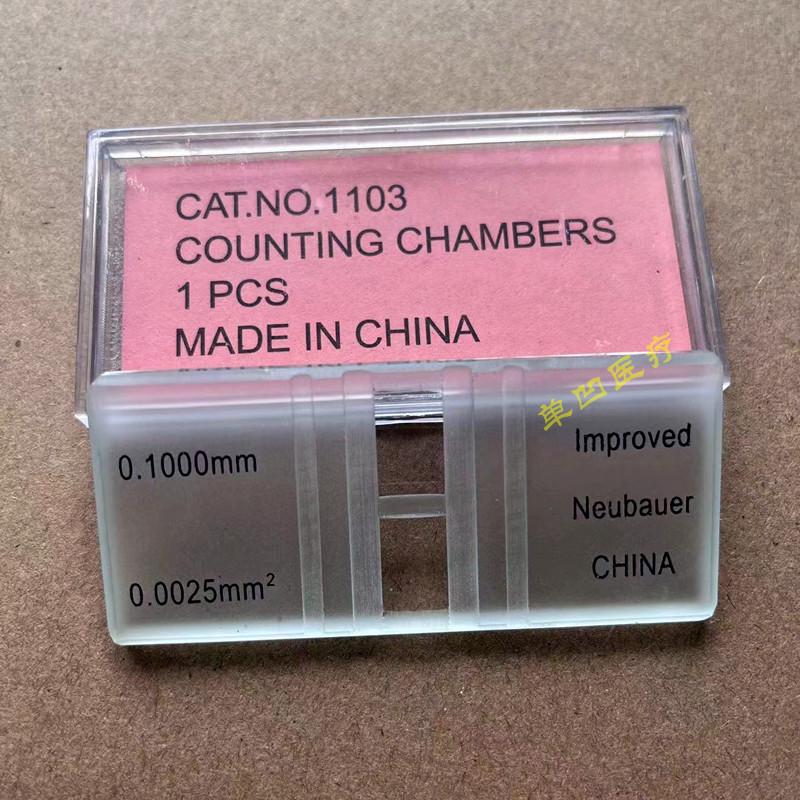 CAT.NO.1103
COUNTING CHAMBERS
1 PCS
MADE IN CHINA
单凹医疗
0.1000mm
0.0025mm²
Improved
Neubauer
CHINA